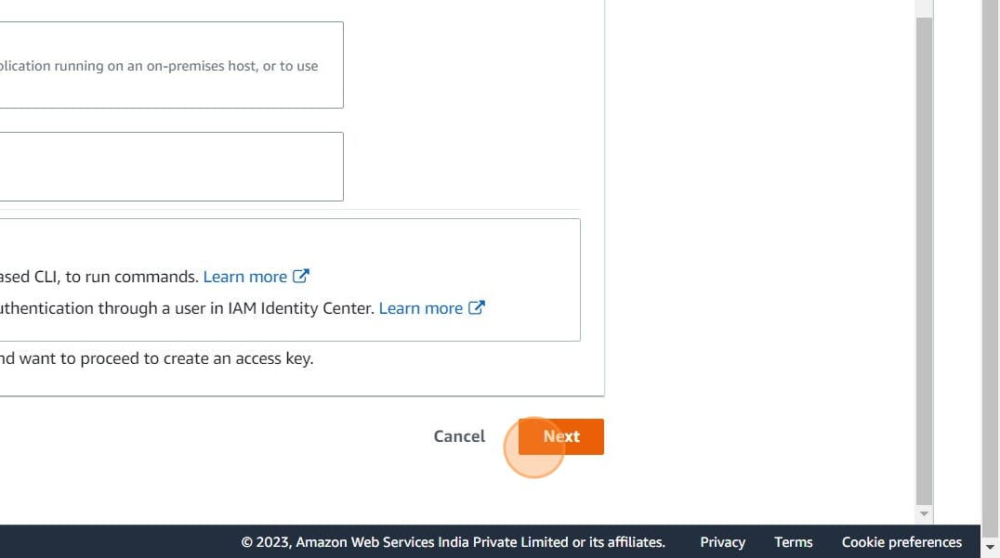 plication running on an on-premises host, or to use
ased CLI, to run commands. Learn more
uthentication through a user in IAM Identity Center. Learn more
nd want to proceed to create an access key.
Cancel Next
© 2023, Amazon Web Services India Private Limited or its affiliates. Privacy Terms Cookie preferences